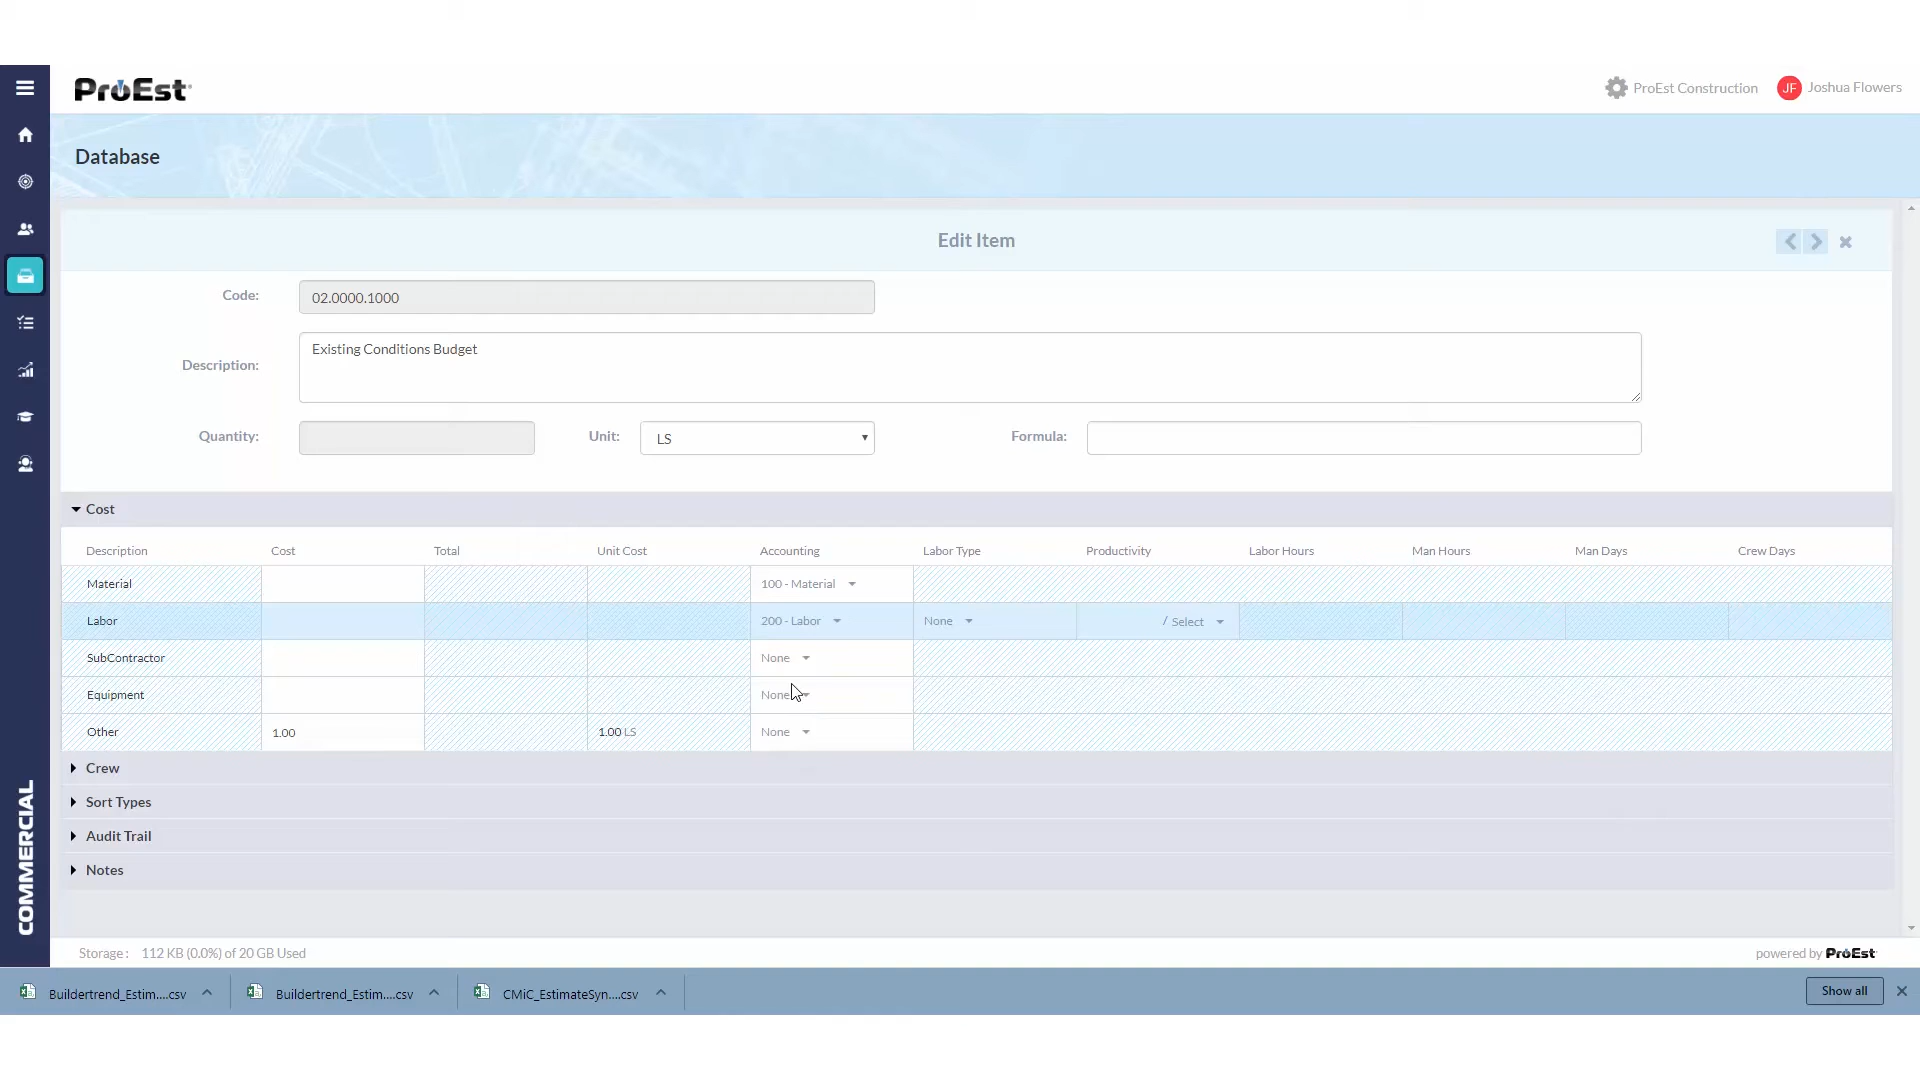 ProEst
ProEst Construction
JF
Joshua Flowers
Database
Edit Item
Code:
02.0000.1000
Description:
Existing Conditions Budget
Quantity:
Unit:
LS
Formula:
Cost
Description Cost Total Unit Cost Accounting Labor Type Productivity Labor Hours Man Hours Man Days Crew Days
Material 100 - Material
Labor 200 - Labor None / Select
SubContractor None
Equipment None
Other 1.00 1.00 LS None
Crew
Sort Types
Audit Trail
Notes
COMMERCIAL
Storage : 112 KB (0.0%) of 20 GB Used
powered by ProEst
Buildertrend_Estim....csv
Buildertrend_Estim....csv
CMiC_EstimateSyn....csv
Show all